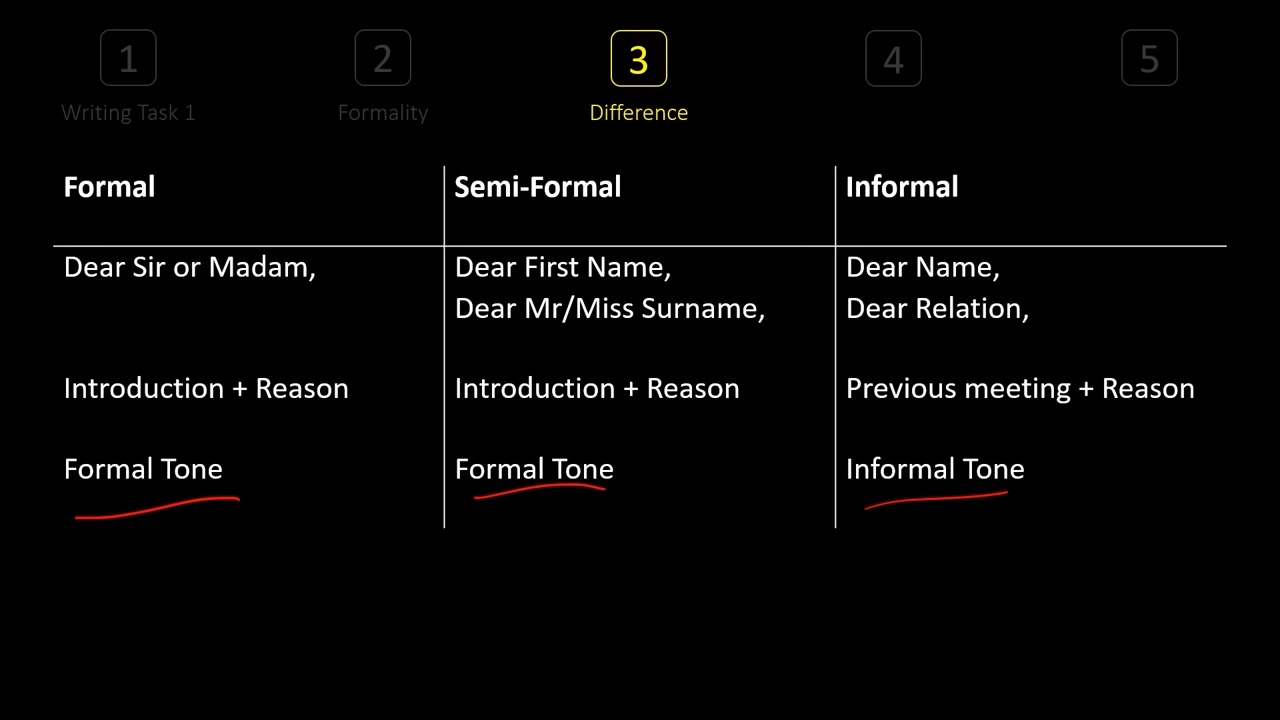 1 2 3 4 5
Writing Task 1 Formality Difference
Formal Semi-Formal Informal
Dear Sir or Madam, Dear First Name, Dear Name,
Dear Mr/Miss Surname, Dear Relation,
Introduction + Reason Introduction + Reason Previous meeting + Reason
Formal Tone Formal Tone Informal Tone